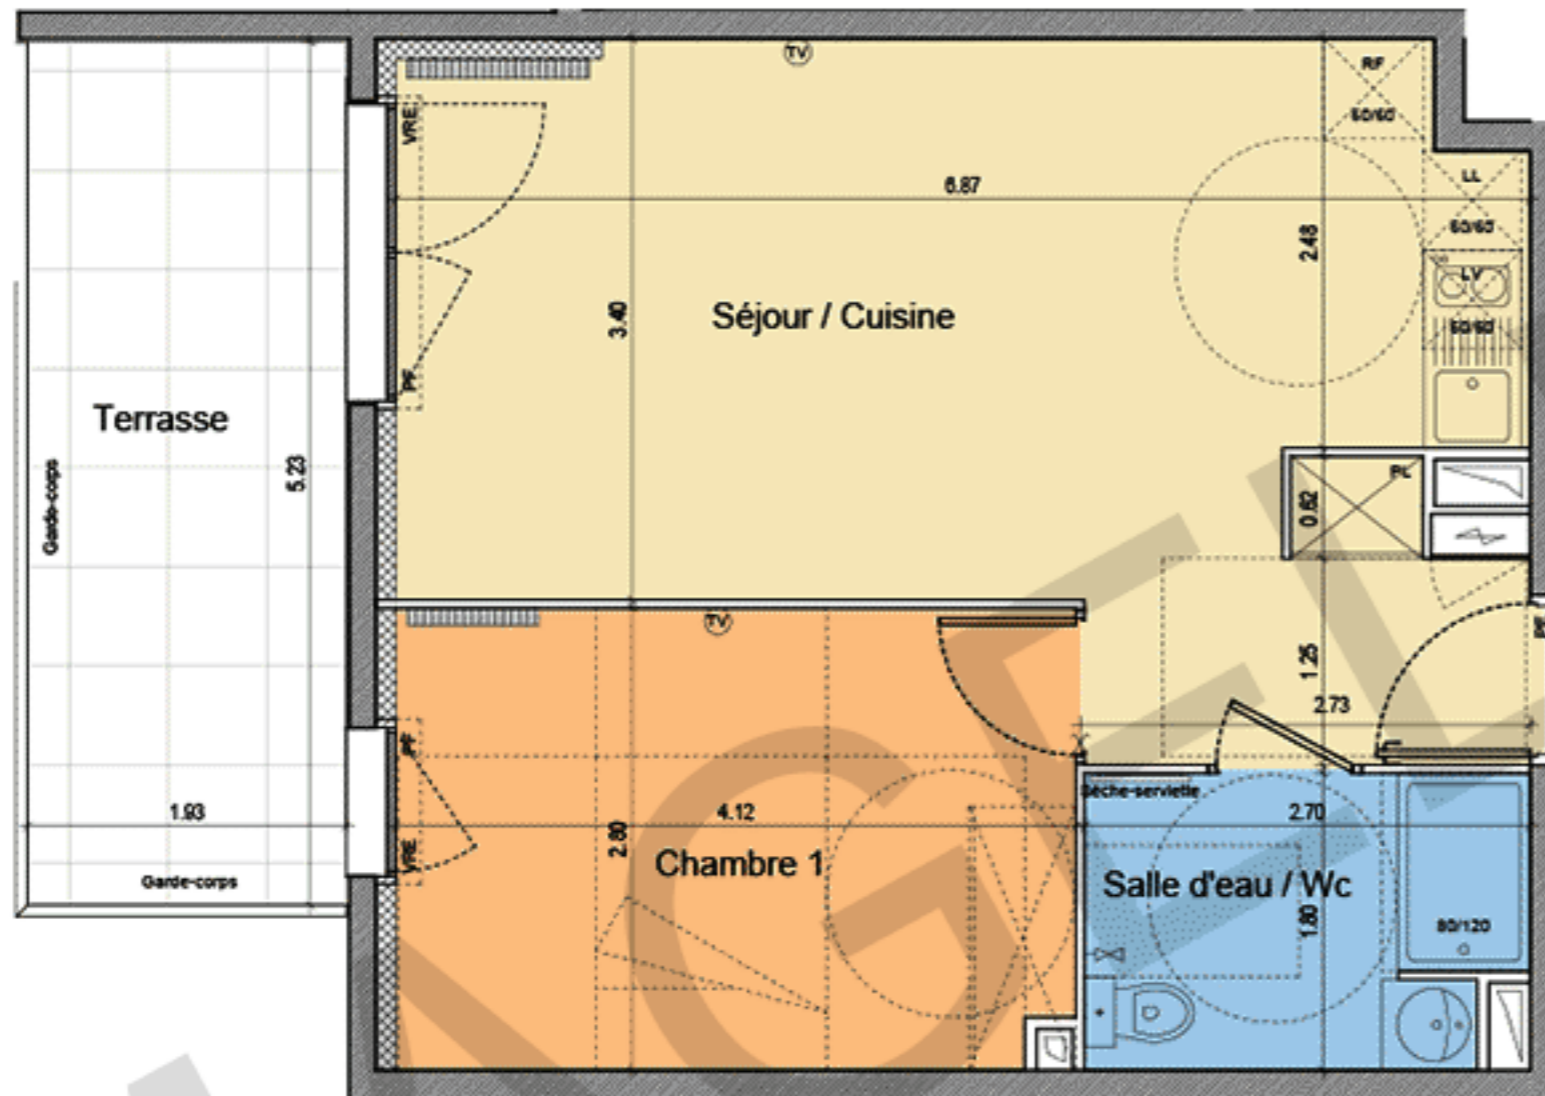 TV
RF
60/60
VRE
LL
6.87
60/60
2.48
LV
Séjour / Cuisine
3.40
60/60
PF
Terrasse
5.23
PL
Garde-corps
0.62
TV
1.25
2.73
PF
Sèche-serviette
1.93
4.12
2.70
2.80
VRE
Chambre 1
Garde-corps
Salle d'eau / Wc
1.80
80/120